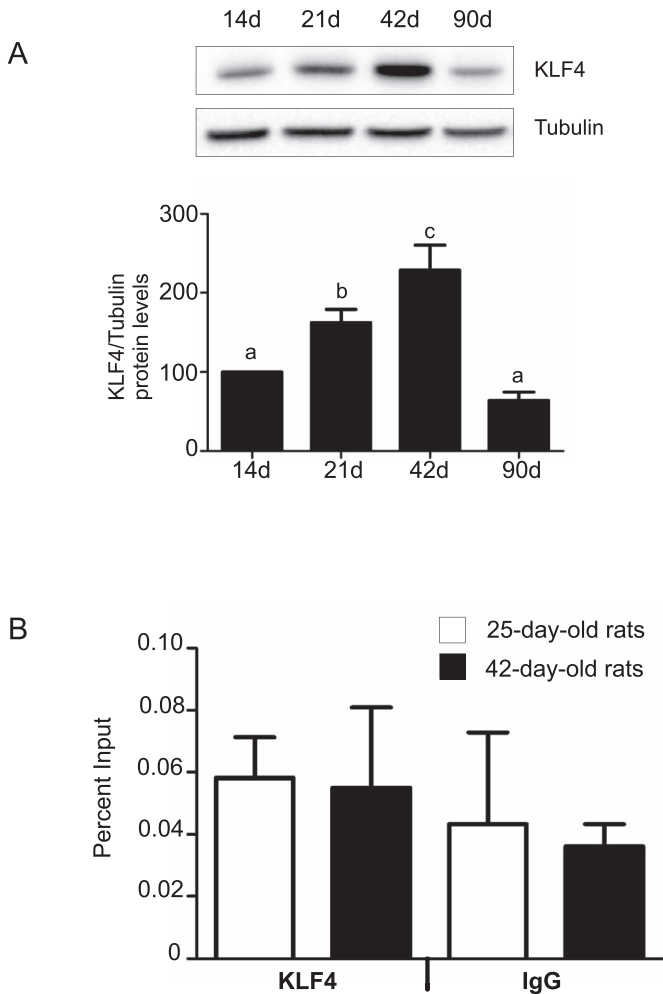 14d 21d 42d 90d
A
KLF4
Tubulin
KLF4/Tubulin
protein levels
300
200
100
0
a
b
c
a
14d 21d 42d 90d
B
25-day-old rats
42-day-old rats
Percent Input
0.10
0.08
0.06
0.04
0.02
0
KLF4 IgG